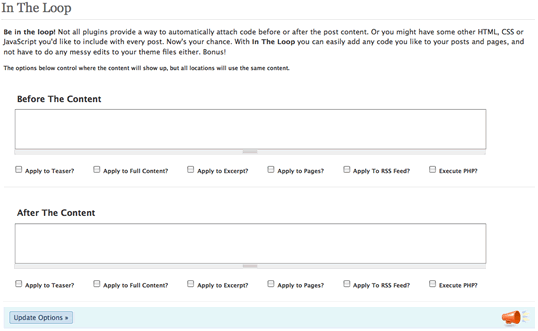 In The Loop
Be in the loop! Not all plugins provide a way to automatically attach code before or after the post content. Or you might have some other HTML, CSS or
JavaScript you'd like to include with every post. Now's your chance. With In The Loop you can easily add any code you like to your posts and pages, and
not have to do any messy edits to your theme files either. Bonus!
The options below control where the content will show up, but all locations will use the same content.
Before The Content
Apply to Teaser? Apply to Full Content? Apply to Excerpt? Apply to Pages? Apply To RSS Feed? Execute PHP?
After The Content
Apply to Teaser? Apply to Full Content? Apply to Excerpt? Apply to Pages? Apply To RSS Feed? Execute PHP?
Update Options »